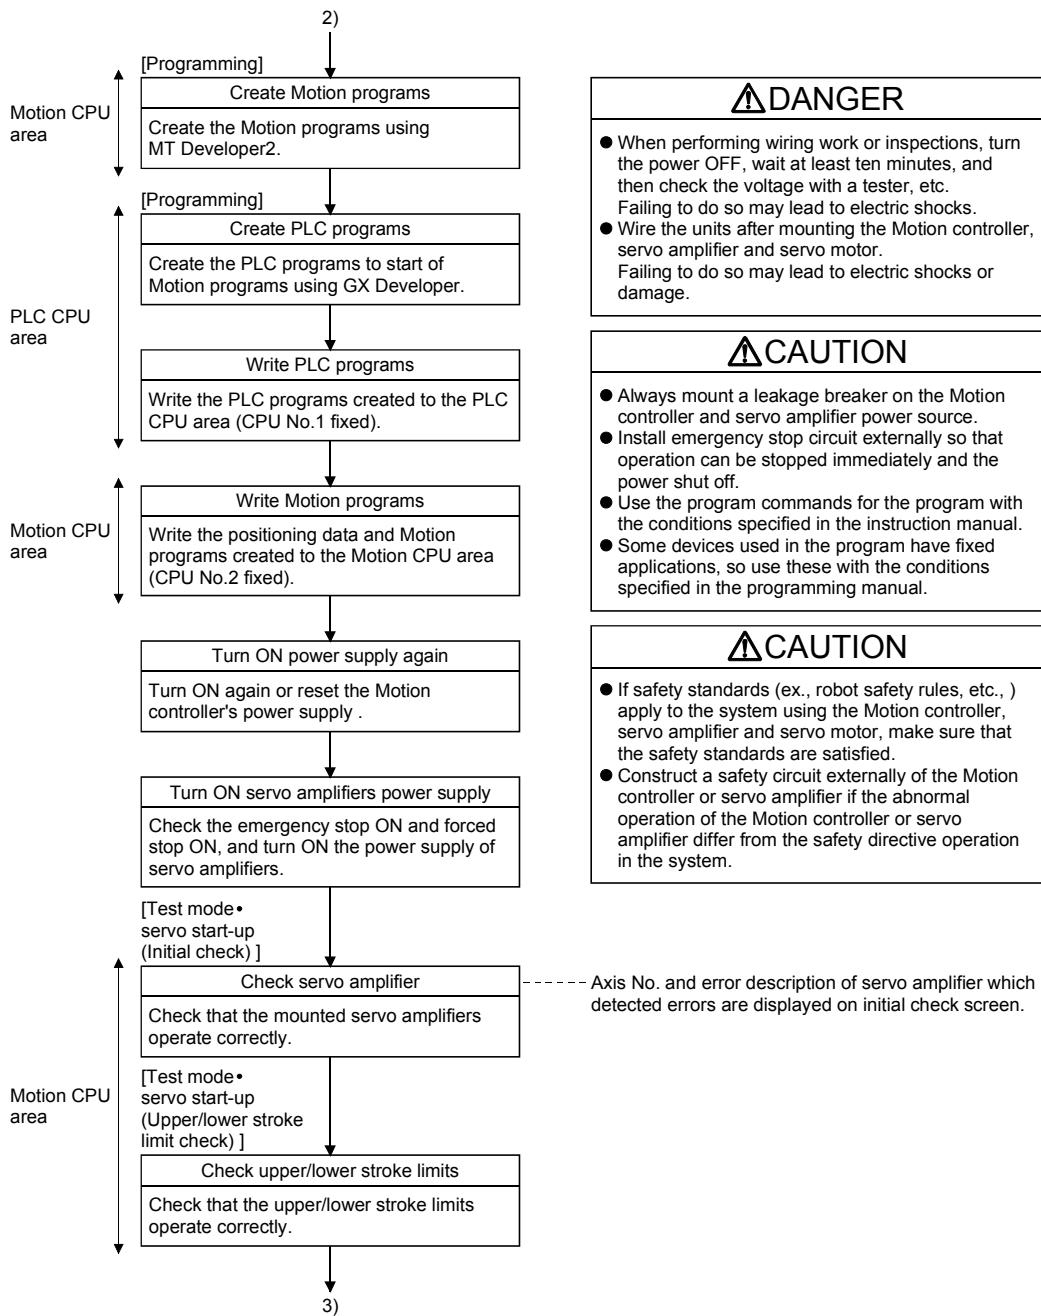 2)
[Programming]
Motion CPU
area
Create Motion programs
Create the Motion programs using
MT Developer2.
[Programming]
PLC CPU
area
Create PLC programs
Create the PLC programs to start of
Motion programs using GX Developer.
Write PLC programs
Write the PLC programs created to the PLC
CPU area (CPU No.1 fixed).
Motion CPU
area
Write Motion programs
Write the positioning data and Motion
programs created to the Motion CPU area
(CPU No.2 fixed).
Turn ON power supply again
Turn ON again or reset the Motion
controller's power supply .
Turn ON servo amplifiers power supply
Check the emergency stop ON and forced
stop ON, and turn ON the power supply of
servo amplifiers.
[Test mode•
servo start-up
(Initial check) ]
Motion CPU
area
Check servo amplifier
Check that the mounted servo amplifiers
operate correctly.
Axis No. and error description of servo amplifier which
detected errors are displayed on initial check screen.
[Test mode•
servo start-up
(Upper/lower stroke
limit check) ]
Check upper/lower stroke limits
Check that the upper/lower stroke limits
operate correctly.
3)
DANGER
● When performing wiring work or inspections, turn
the power OFF, wait at least ten minutes, and
then check the voltage with a tester, etc.
Failing to do so may lead to electric shocks.
● Wire the units after mounting the Motion controller,
servo amplifier and servo motor.
Failing to do so may lead to electric shocks or
damage.
CAUTION
● Always mount a leakage breaker on the Motion
controller and servo amplifier power source.
● Install emergency stop circuit externally so that
operation can be stopped immediately and the
power shut off.
● Use the program commands for the program with
the conditions specified in the instruction manual.
● Some devices used in the program have fixed
applications, so use these with the conditions
specified in the programming manual.
CAUTION
● If safety standards (ex., robot safety rules, etc., )
apply to the system using the Motion controller,
servo amplifier and servo motor, make sure that
the safety standards are satisfied.
● Construct a safety circuit externally of the Motion
controller or servo amplifier if the abnormal
operation of the Motion controller or servo
amplifier differ from the safety directive operation
in the system.